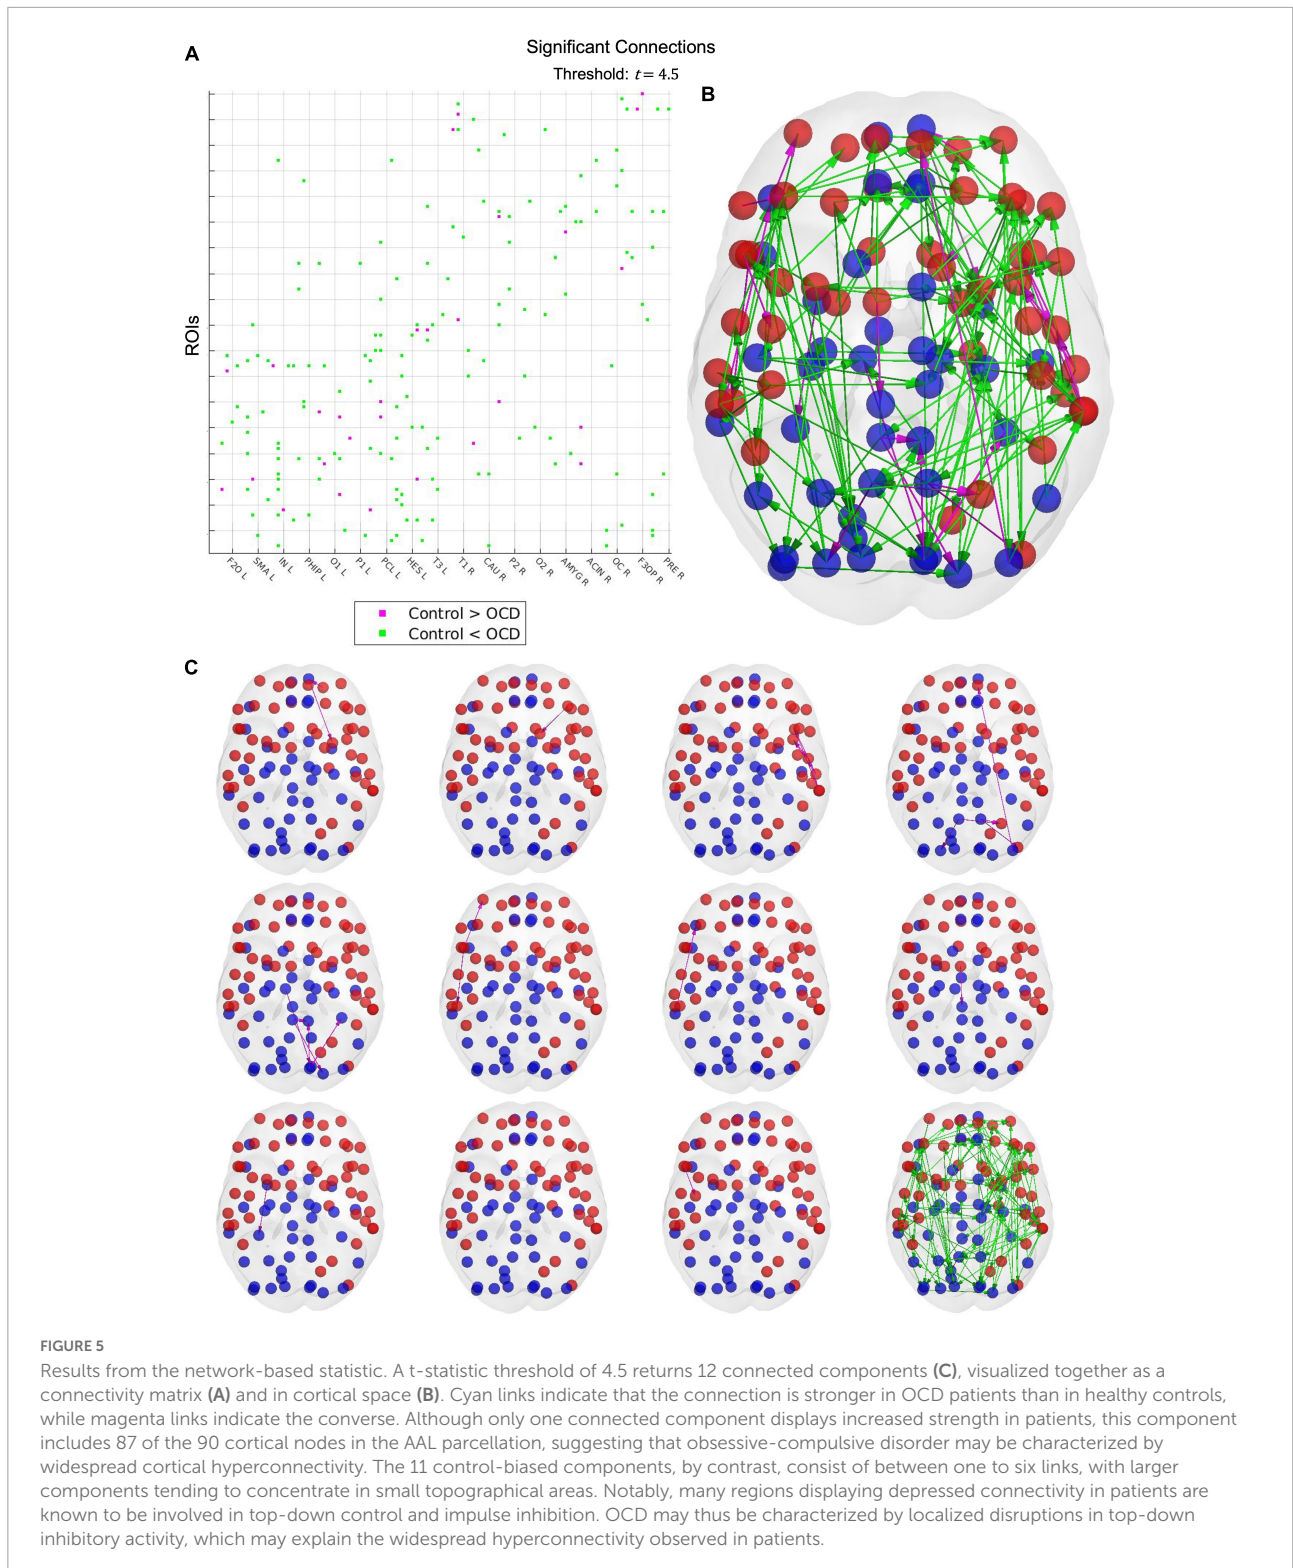 A
Significant Connections
Threshold: t = 4.5
B
ROIs
F2O L
SMA L
IN L
PHIP L
O1 L
P1 L
PCL L
HES L
T3 L
T1 R
CAU R
P2 R
O2 R
AMYG R
ACIN R
OC R
F3OP R
PRE R
Control > OCD
Control < OCD
C
FIGURE 5
Results from the network-based statistic. A t-statistic threshold of 4.5 returns 12 connected components (C), visualized together as a
connectivity matrix (A) and in cortical space (B). Cyan links indicate that the connection is stronger in OCD patients than in healthy controls,
while magenta links indicate the converse. Although only one connected component displays increased strength in patients, this component
includes 87 of the 90 cortical nodes in the AAL parcellation, suggesting that obsessive-compulsive disorder may be characterized by
widespread cortical hyperconnectivity. The 11 control-biased components, by contrast, consist of between one to six links, with larger
components tending to concentrate in small topographical areas. Notably, many regions displaying depressed connectivity in patients are
known to be involved in top-down control and impulse inhibition. OCD may thus be characterized by localized disruptions in top-down
inhibitory activity, which may explain the widespread hyperconnectivity observed in patients.